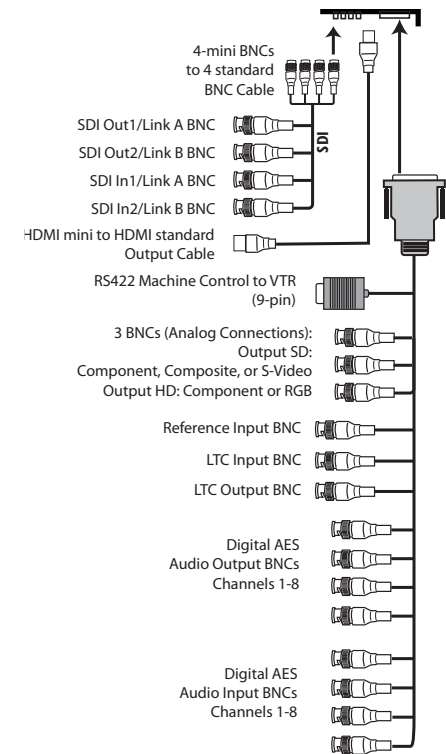 4-mini BNCs
to 4 standard
BNC Cable
SDI
SDI Out1/Link A BNC
SDI Out2/Link B BNC
SDI In1/Link A BNC
SDI In2/Link B BNC
HDMI mini to HDMI standard
Output Cable
RS422 Machine Control to VTR
(9-pin)
3 BNCs (Analog Connections):
Output SD:
Component, Composite, or S-Video
Output HD: Component or RGB
Reference Input BNC
LTC Input BNC
LTC Output BNC
Digital AES
Audio Output BNCs
Channels 1-8
Digital AES
Audio Input BNCs
Channels 1-8